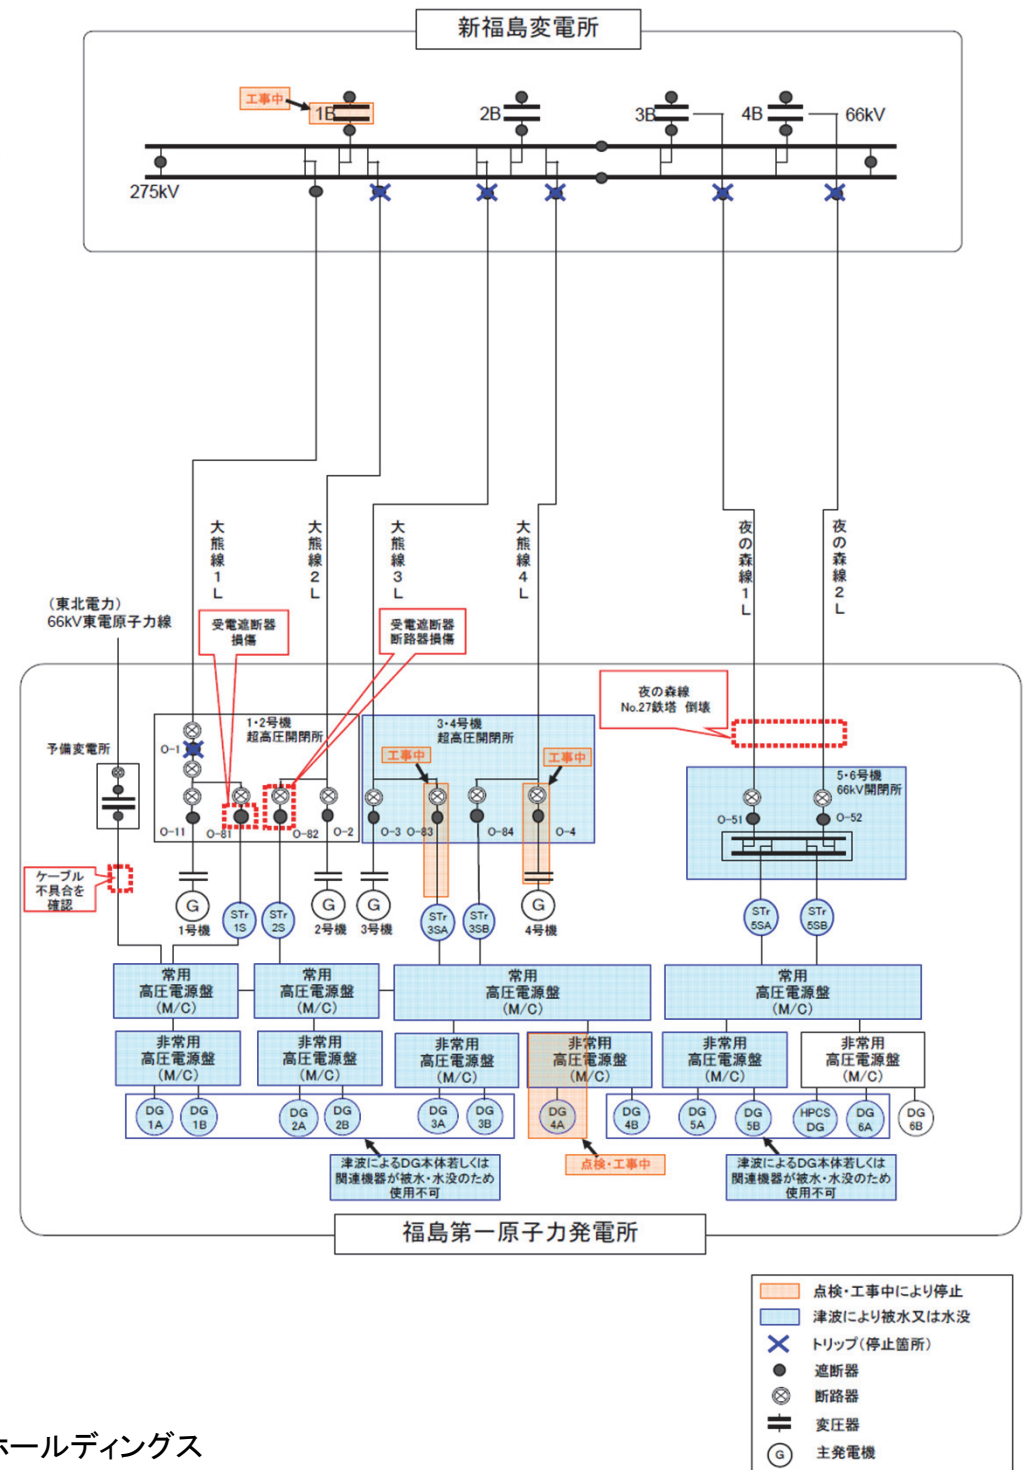 新福島変電所
工事中
1B
2B
3B
4B
66kV
275kV
大熊線1L
大熊線2L
大熊線3L
大熊線4L
夜の森線1L
夜の森線2L
(東北電力)
66kV東電原子力線
受電遮断器
損傷
受電遮断器
断路器損傷
夜の森線
No.27鉄塔 倒壊
予備変電所
1・2号機
超高圧開閉所
3・4号機
超高圧開閉所
工事中
工事中
5・6号機
66kV開閉所
O-1
O-11
O-81
O-82
O-2
O-3
O-83
O-84
O-4
O-51
O-52
ケーブル
不具合を
確認
G
1号機
STr
1S
STr
2S
G
2号機
G
3号機
STr
3SA
STr
3SB
G
4号機
STr
5SA
STr
5SB
常用
高圧電源盤
(M/C)
常用
高圧電源盤
(M/C)
常用
高圧電源盤
(M/C)
常用
高圧電源盤
(M/C)
非常用
高圧電源盤
(M/C)
非常用
高圧電源盤
(M/C)
非常用
高圧電源盤
(M/C)
非常用
高圧電源盤
(M/C)
非常用
高圧電源盤
(M/C)
非常用
高圧電源盤
(M/C)
DG
1A
DG
1B
DG
2A
DG
2B
DG
3A
DG
3B
DG
4A
DG
4B
DG
5A
DG
5B
HPCS
DG
DG
6A
DG
6B
津波によるDG本体若しくは
関連機器が被水・水没のため
使用不可
点検・工事中
津波によるDG本体若しくは
関連機器が被水・水没のため
使用不可
福島第一原子力発電所
点検・工事中により停止
津波により被水又は水没
トリップ(停止箇所)
遮断器
断路器
変圧器
G 主発電機
ホールディングス